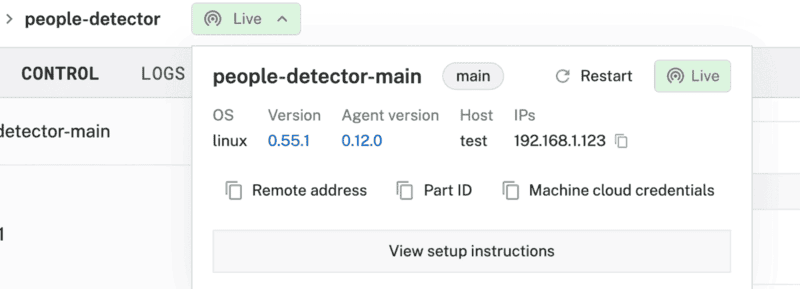 > people-detector Live
CONTROL LOGS
people-detector-main main Restart Live
OS Version Agent version Host IPs
linux 0.55.1 0.12.0 test 192.168.1.123
detector-main
Remote address Part ID Machine cloud credentials
1
View setup instructions